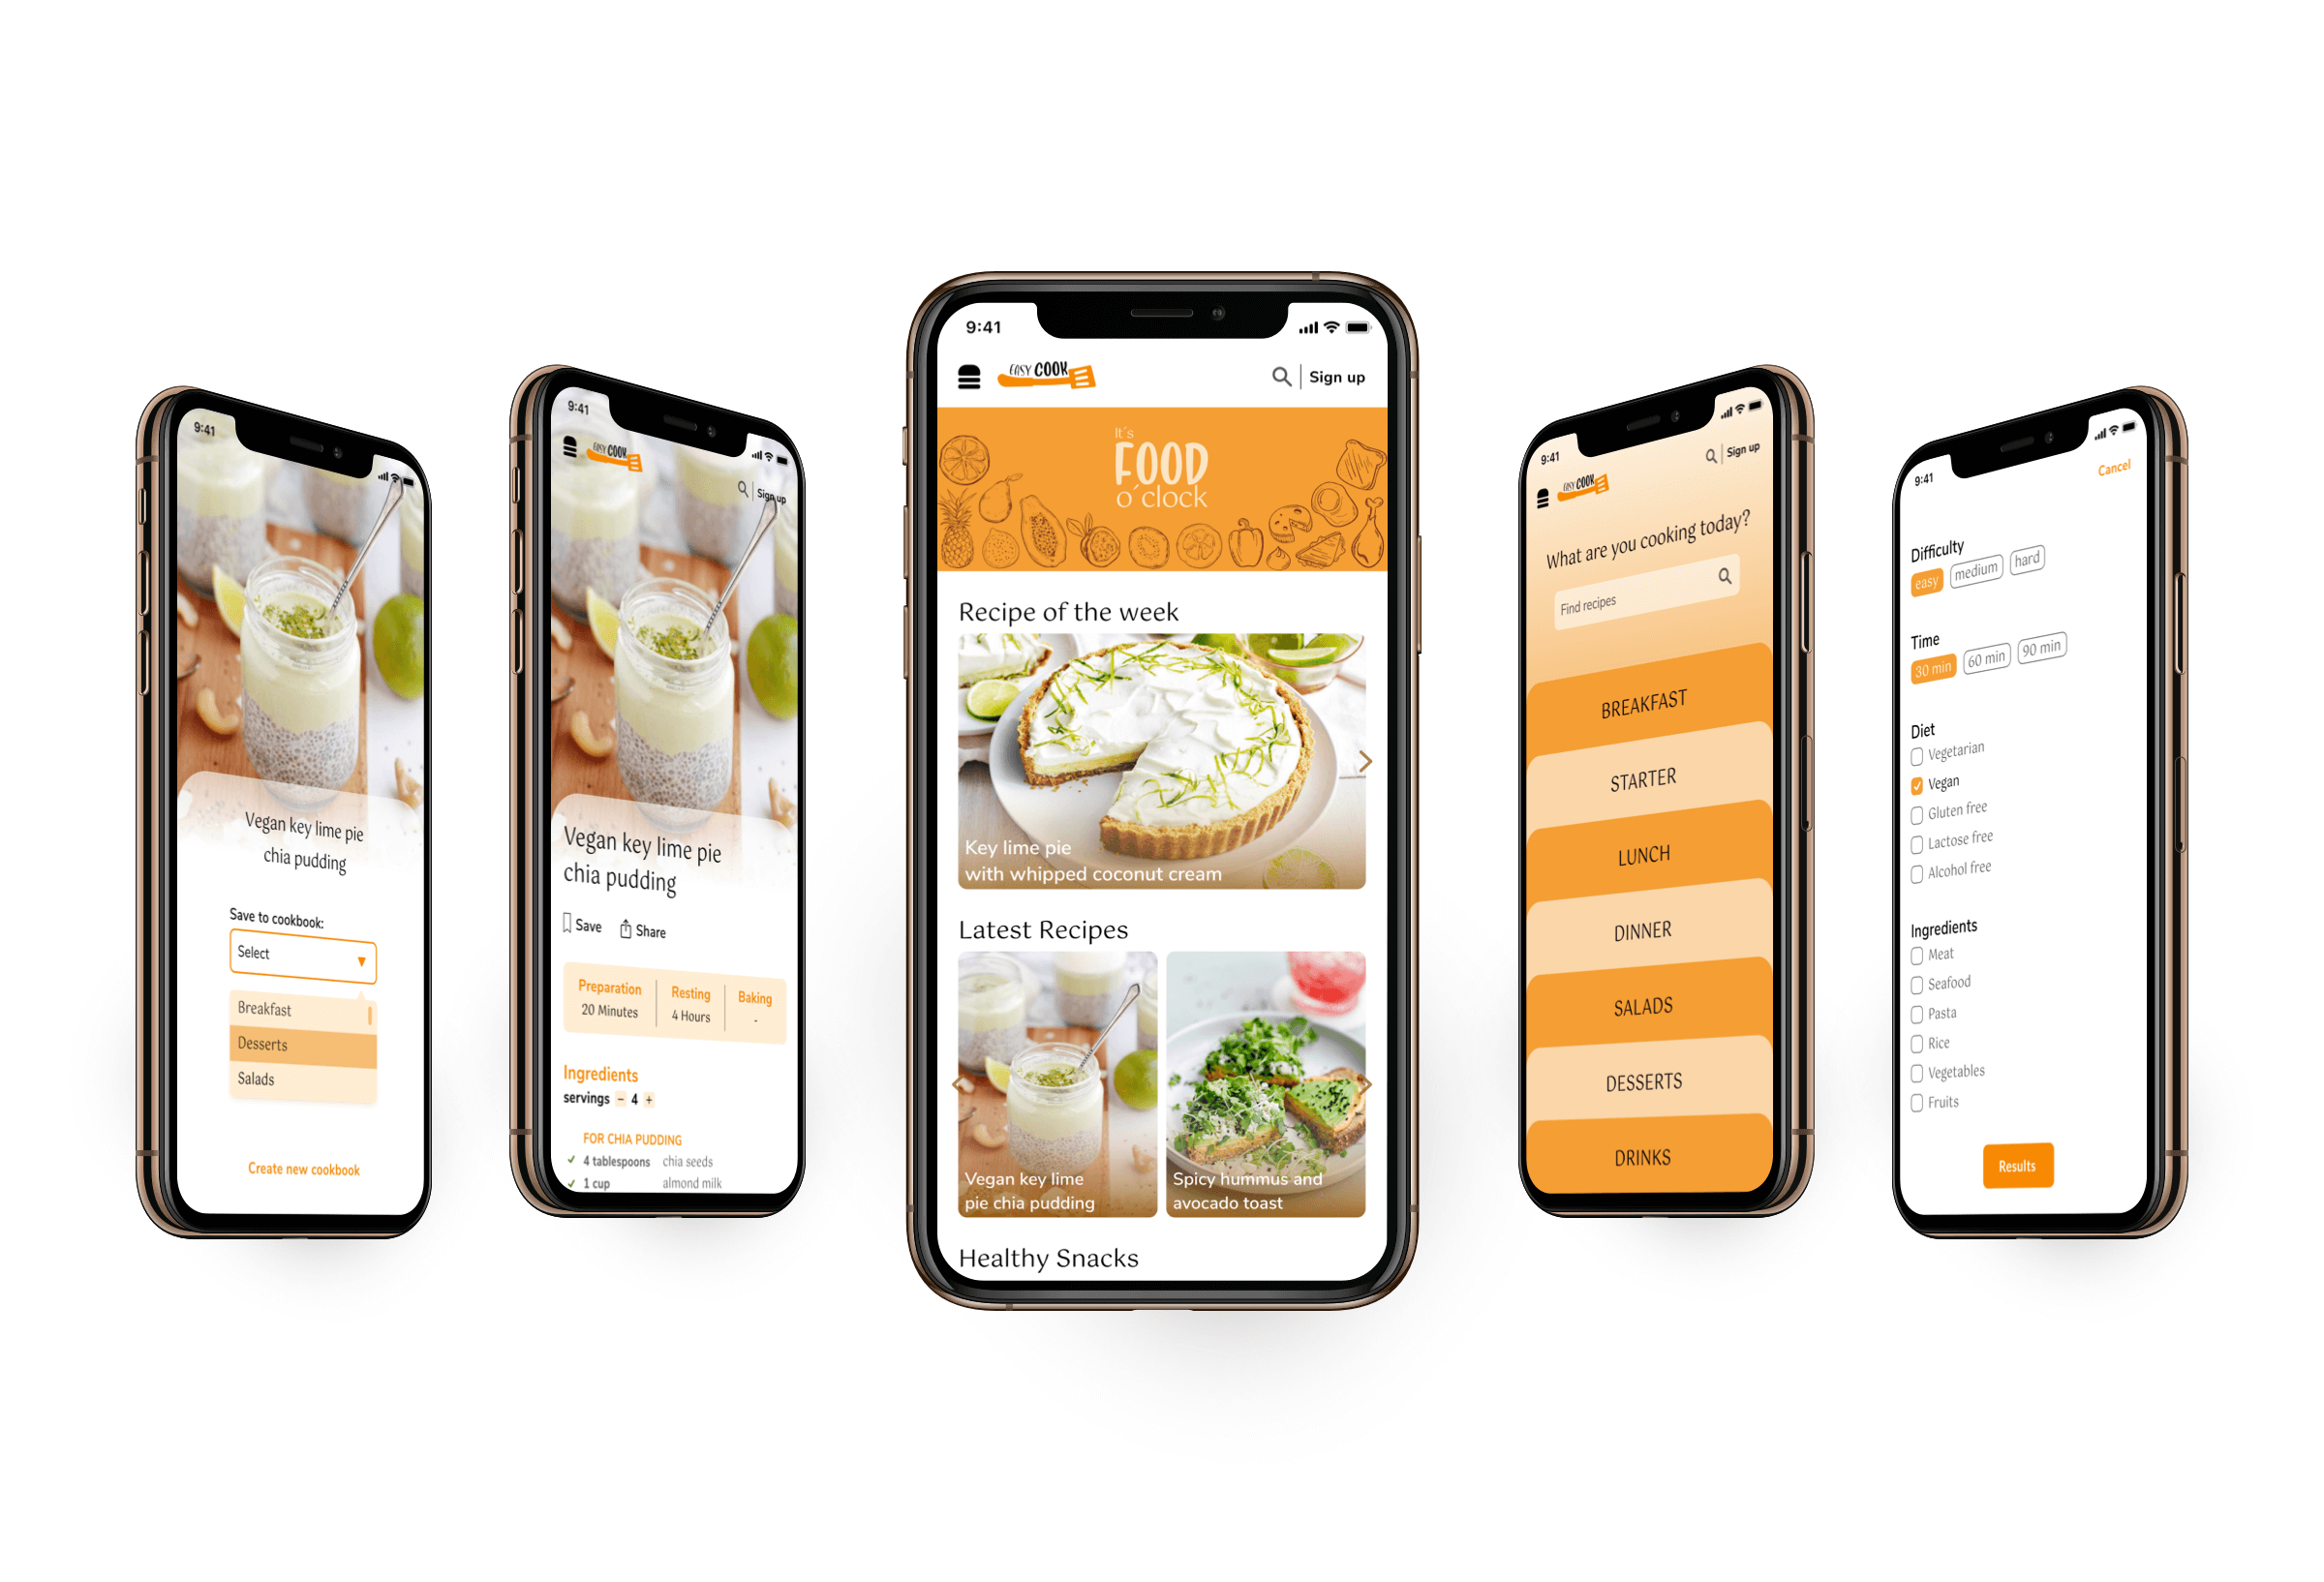 9:41
Vegan key lime pie
chia pudding
Save to cookbook:
Select
Breakfast
Desserts
Salads
Create new cookbook
9:41
EASY COOK
Sign up
Vegan key lime pie
chia pudding
Save
Share
Preparation
20 Minutes
Resting
4 Hours
Baking
-
Ingredients
servings − 4 +
FOR CHIA PUDDING
4 tablespoons chia seeds
1 cup almond milk
9:41
EASY COOK
Sign up
It's
FOOD
o'clock
Recipe of the week
Key lime pie
with whipped coconut cream
Latest Recipes
Vegan key lime
pie chia pudding
Spicy hummus and
avocado toast
Healthy Snacks
9:41
EASY COOK
Sign up
What are you cooking today?
Find recipes
BREAKFAST
STARTER
LUNCH
DINNER
SALADS
DESSERTS
DRINKS
9:41
Cancel
Difficulty
easy medium hard
Time
30 min 60 min 90 min
Diet
Vegetarian
Vegan
Gluten free
Lactose free
Alcohol free
Ingredients
Meat
Seafood
Pasta
Rice
Vegetables
Fruits
Results